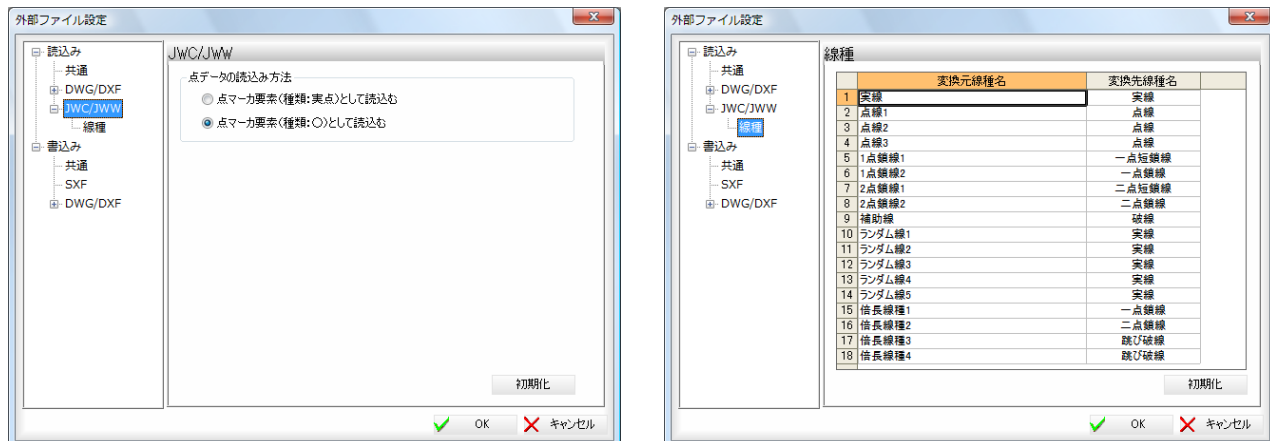 外部ファイル設定
読込み
共通
DWG/DXF
JWC/JWW
線種
書込み
共通
SXF
DWG/DXF
JWC/JWW
点データの読込み方法
点マーカ要素(種類:実点)として読込む
点マーカ要素(種類:○)として読込む
初期化
OK
キャンセル
外部ファイル設定
読込み
共通
DWG/DXF
JWC/JWW
線種
書込み
共通
SXF
DWG/DXF
線種
変換元線種名 変換先線種名
1 実線 実線
2 点線1 点線
3 点線2 点線
4 点線3 点線
5 1点鎖線1 一点短鎖線
6 1点鎖線2 一点鎖線
7 2点鎖線1 二点短鎖線
8 2点鎖線2 二点鎖線
9 補助線 破線
10 ランダム線1 実線
11 ランダム線2 実線
12 ランダム線3 実線
13 ランダム線4 実線
14 ランダム線5 実線
15 倍長線種1 一点鎖線
16 倍長線種2 二点鎖線
17 倍長線種3 跳び破線
18 倍長線種4 跳び破線
初期化
OK
キャンセル